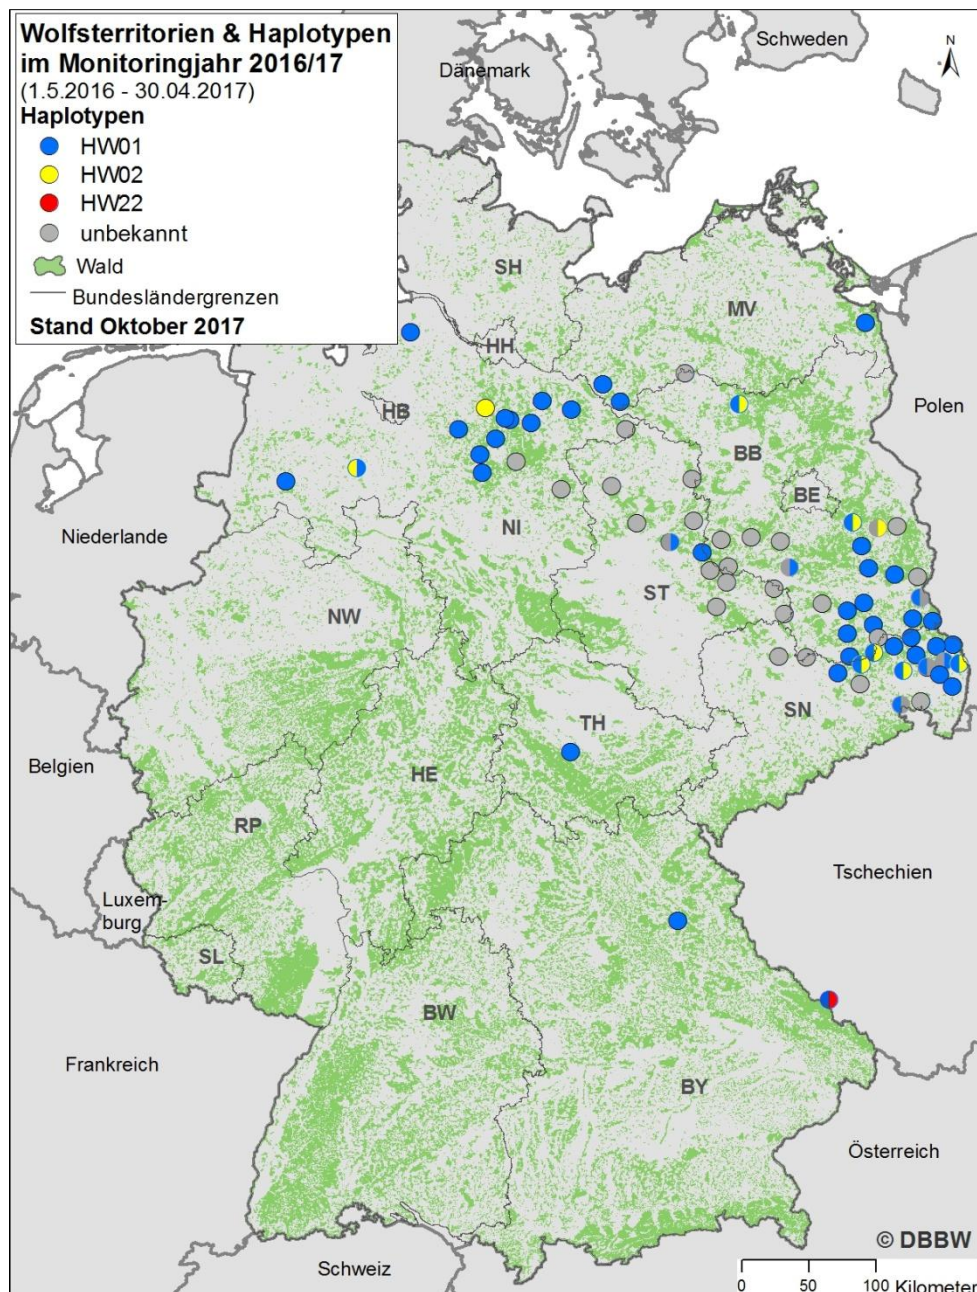 Wolfsterritorien & Haplotypen
im Monitoringjahr 2016/17
(1.5.2016 - 30.04.2017)
Haplotypen
HW01
HW02
HW22
unbekannt
Wald
Bundesländergrenzen
Stand Oktober 2017
Schweden
N
Dänemark
SH
MV
HH
HB
Polen
BB
BE
Niederlande
NI
ST
NW
SN
TH
Belgien
HE
RP
Tschechien
Luxem-
burg
SL
BW
Frankreich
BY
Österreich
© DBBW
Schweiz
0 50 100 Kilometer